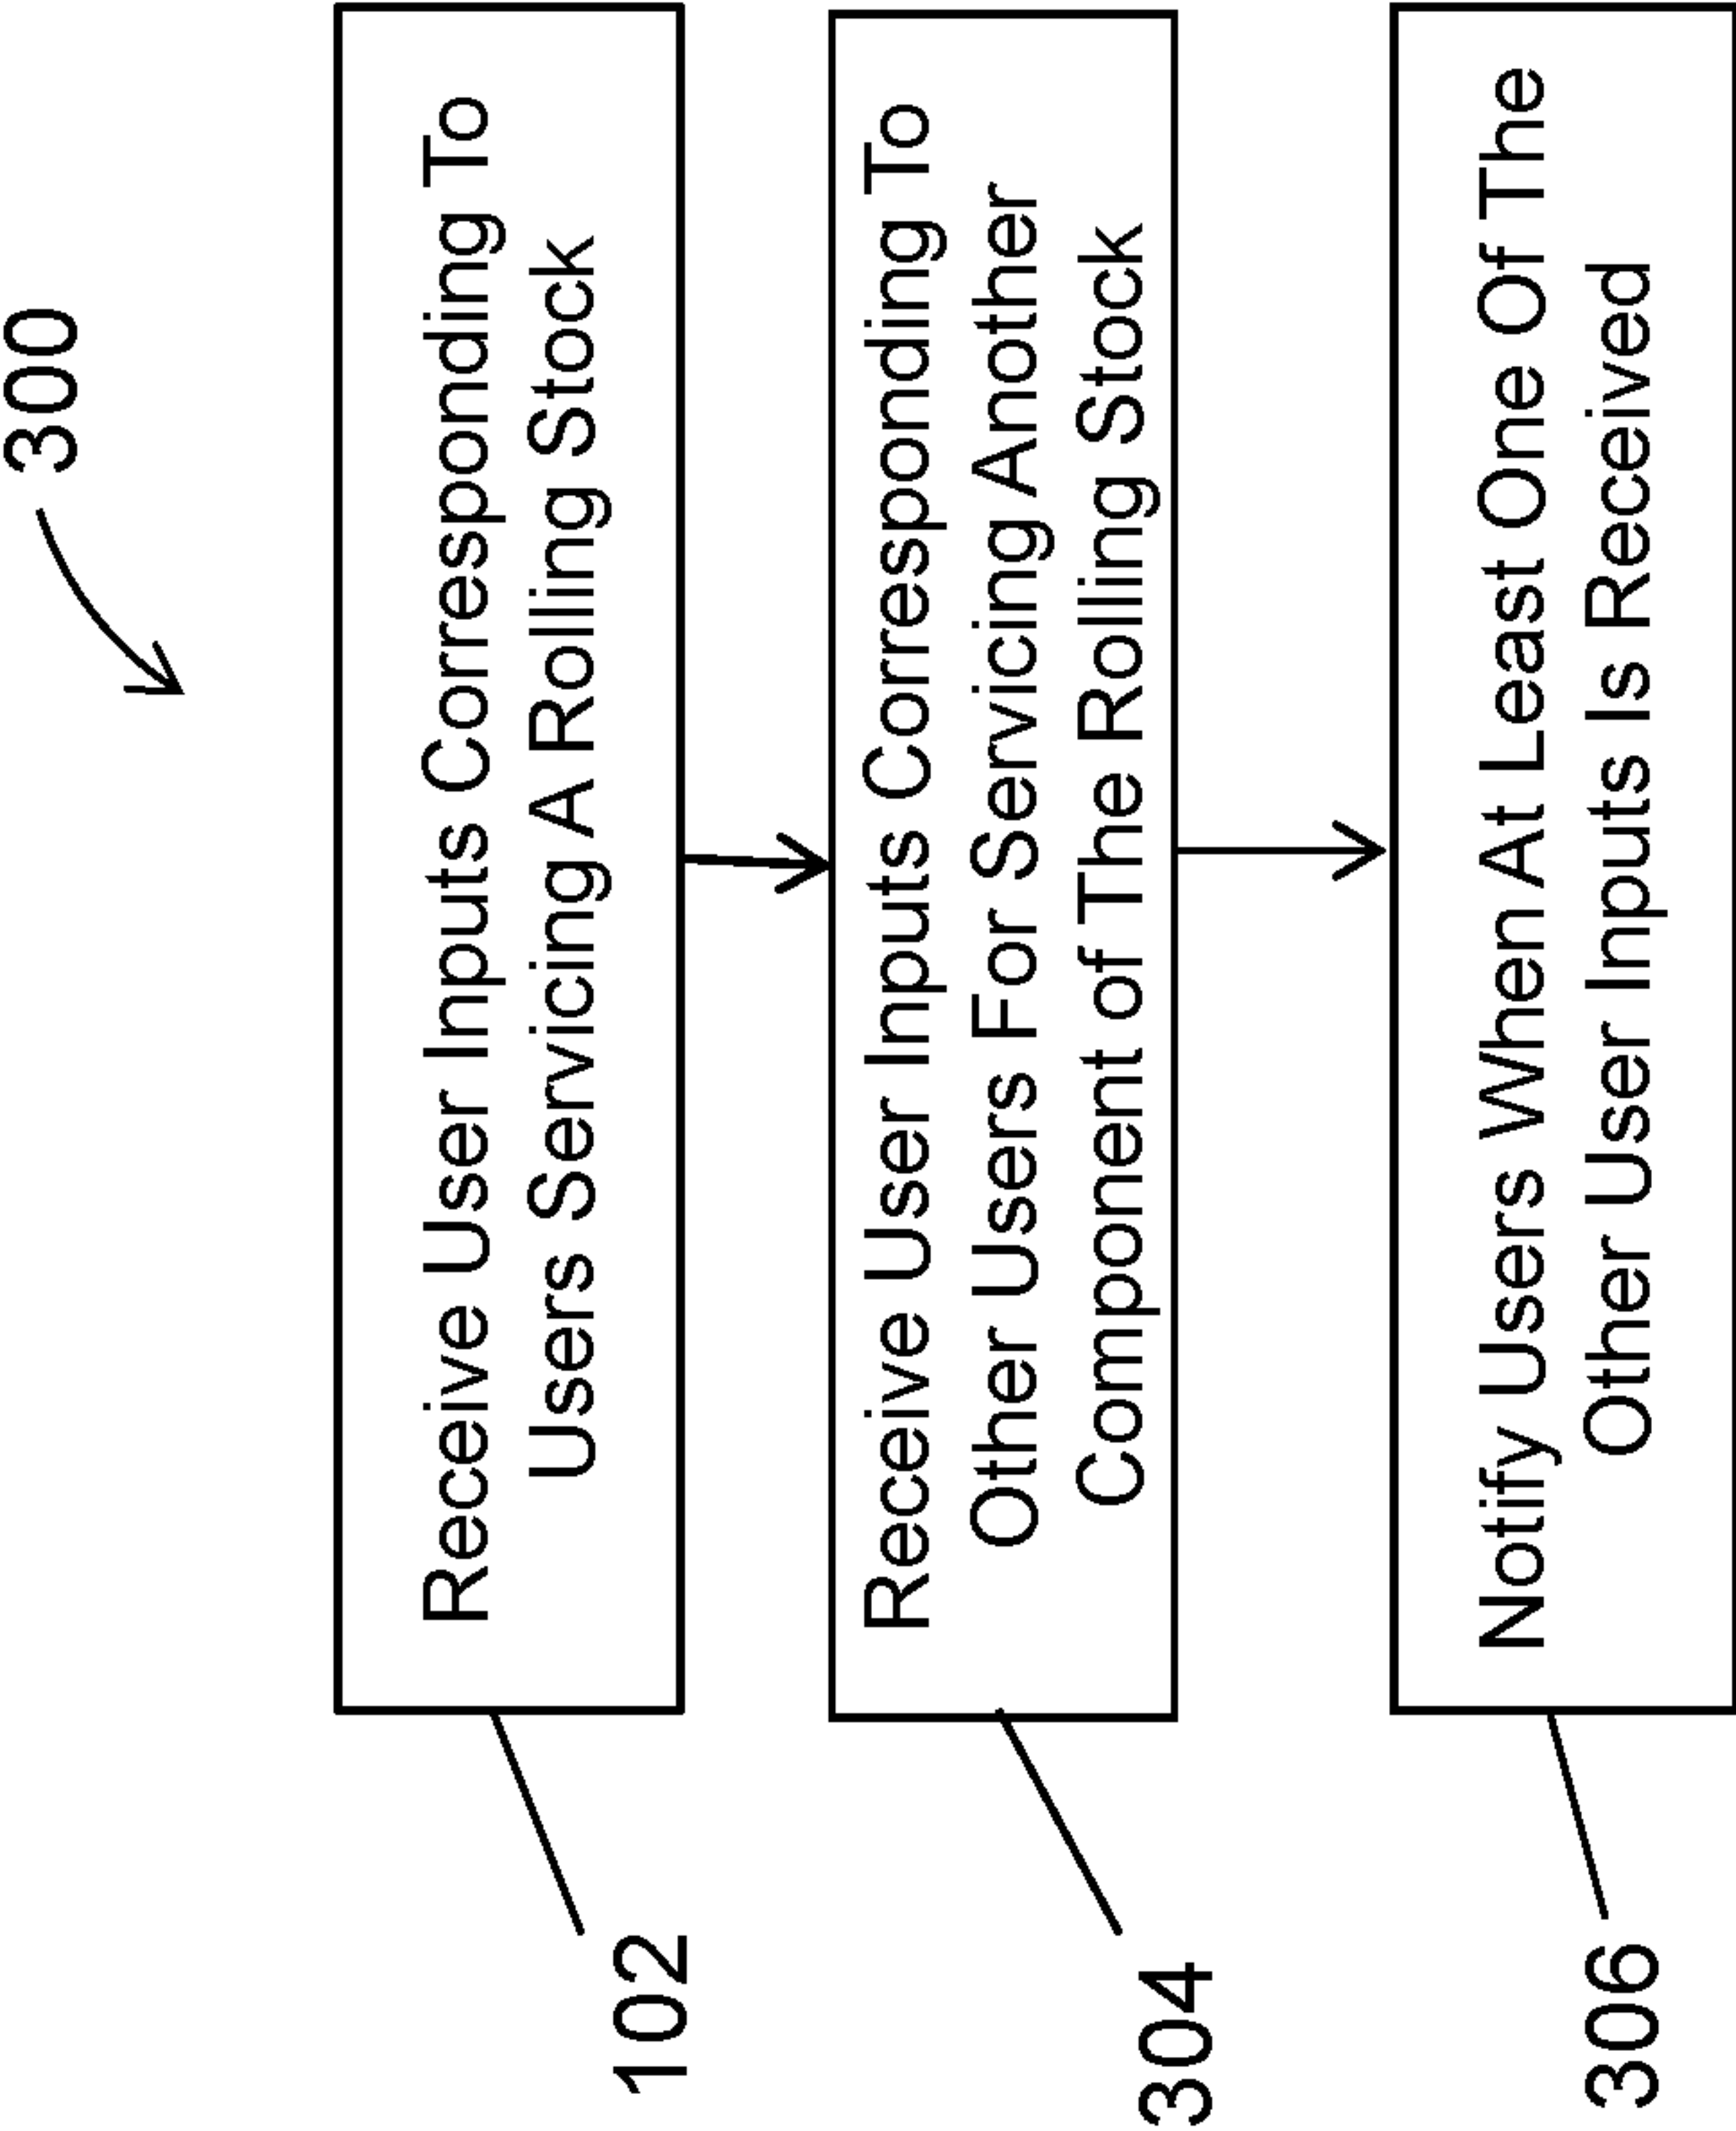 300
102
Receive User Inputs Corresponding To
Users Servicing A Rolling Stock
304
Receive User Inputs Corresponding To
Other Users For Servicing Another
Component of The Rolling Stock
306
Notify Users When At Least One Of The
Other User Inputs Is Received